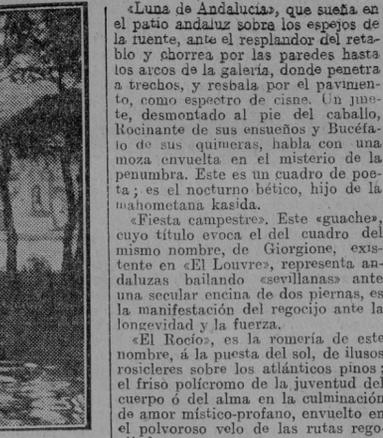 «Luna de Andalucía», que sueña en
el patio andaluz sobra los espejos de
la fuente, ante el resplandor del reta-
blo y chorrea por las paredes hasta
los arcos de la galería, donde penetra
a trechos, y resbala por el pavimen-
to, como espectro de cisne. Un jine-
te, desmontado al pie del caballo,
Rocinante de sus ensueños y Bucéfa-
lo de sus quimeras, habla con una
moza envuelta en el misterio de la
penumbra. Este es un cuadro de poe-
ta; es el nocturno bético, hijo de la
mahometana kasida.
«Fiesta campestre». Este «guache»,
cuyo título evoca el del cuadro del
mismo nombre, de Giorgione, exis-
tente en «El Louvre», representa an-
daluzas bailando «sevillanas» ante
una secular encina de dos piernas, es
la manifestación del regocijo ante la
longevidad y la fuerza.
«El Rocío», es la romería de este
nombre, á la puesta del sol, de ilusos
rosicleres sobre los atlánticos pinos;
el friso polícromo de la juventud del
cuerpo ó del alma en la culminación
de amor místico-profano, envuelto en
el polvoroso velo de las rutas rego-